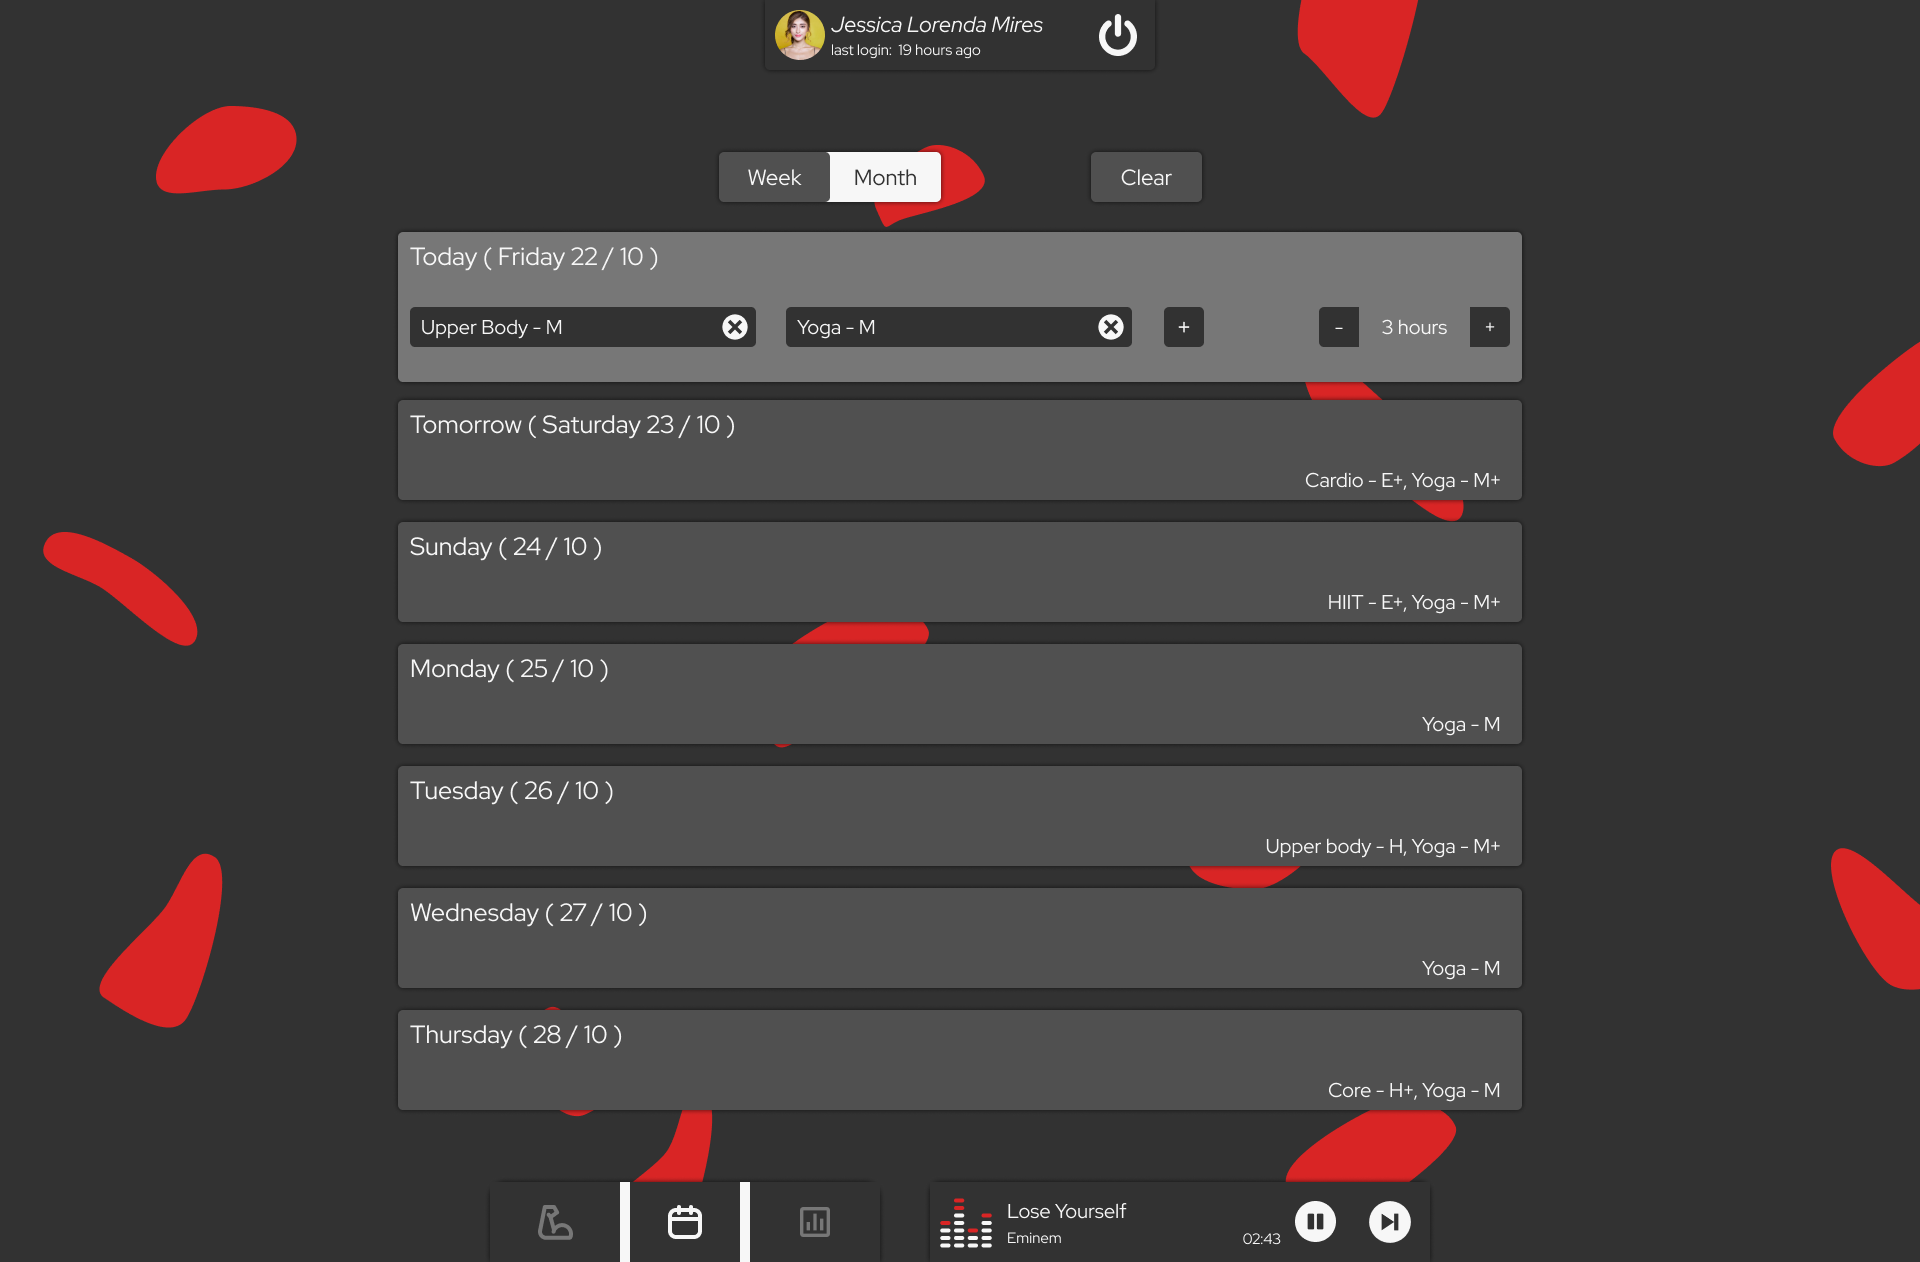 Jessica Lorenda Mires
last login: 19 hours ago
Week
Month
Clear
Today ( Friday 22 / 10 )
Upper Body - M
Yoga - M
+
-
3 hours
+
Tomorrow ( Saturday 23 / 10 )
Cardio - E+, Yoga - M+
Sunday ( 24 / 10 )
HIIT - E+, Yoga - M+
Monday ( 25 / 10 )
Yoga - M
Tuesday ( 26 / 10 )
Upper body - H, Yoga - M+
Wednesday ( 27 / 10 )
Yoga - M
Thursday ( 28 / 10 )
Core - H+, Yoga - M
Lose Yourself
Eminem
02:43